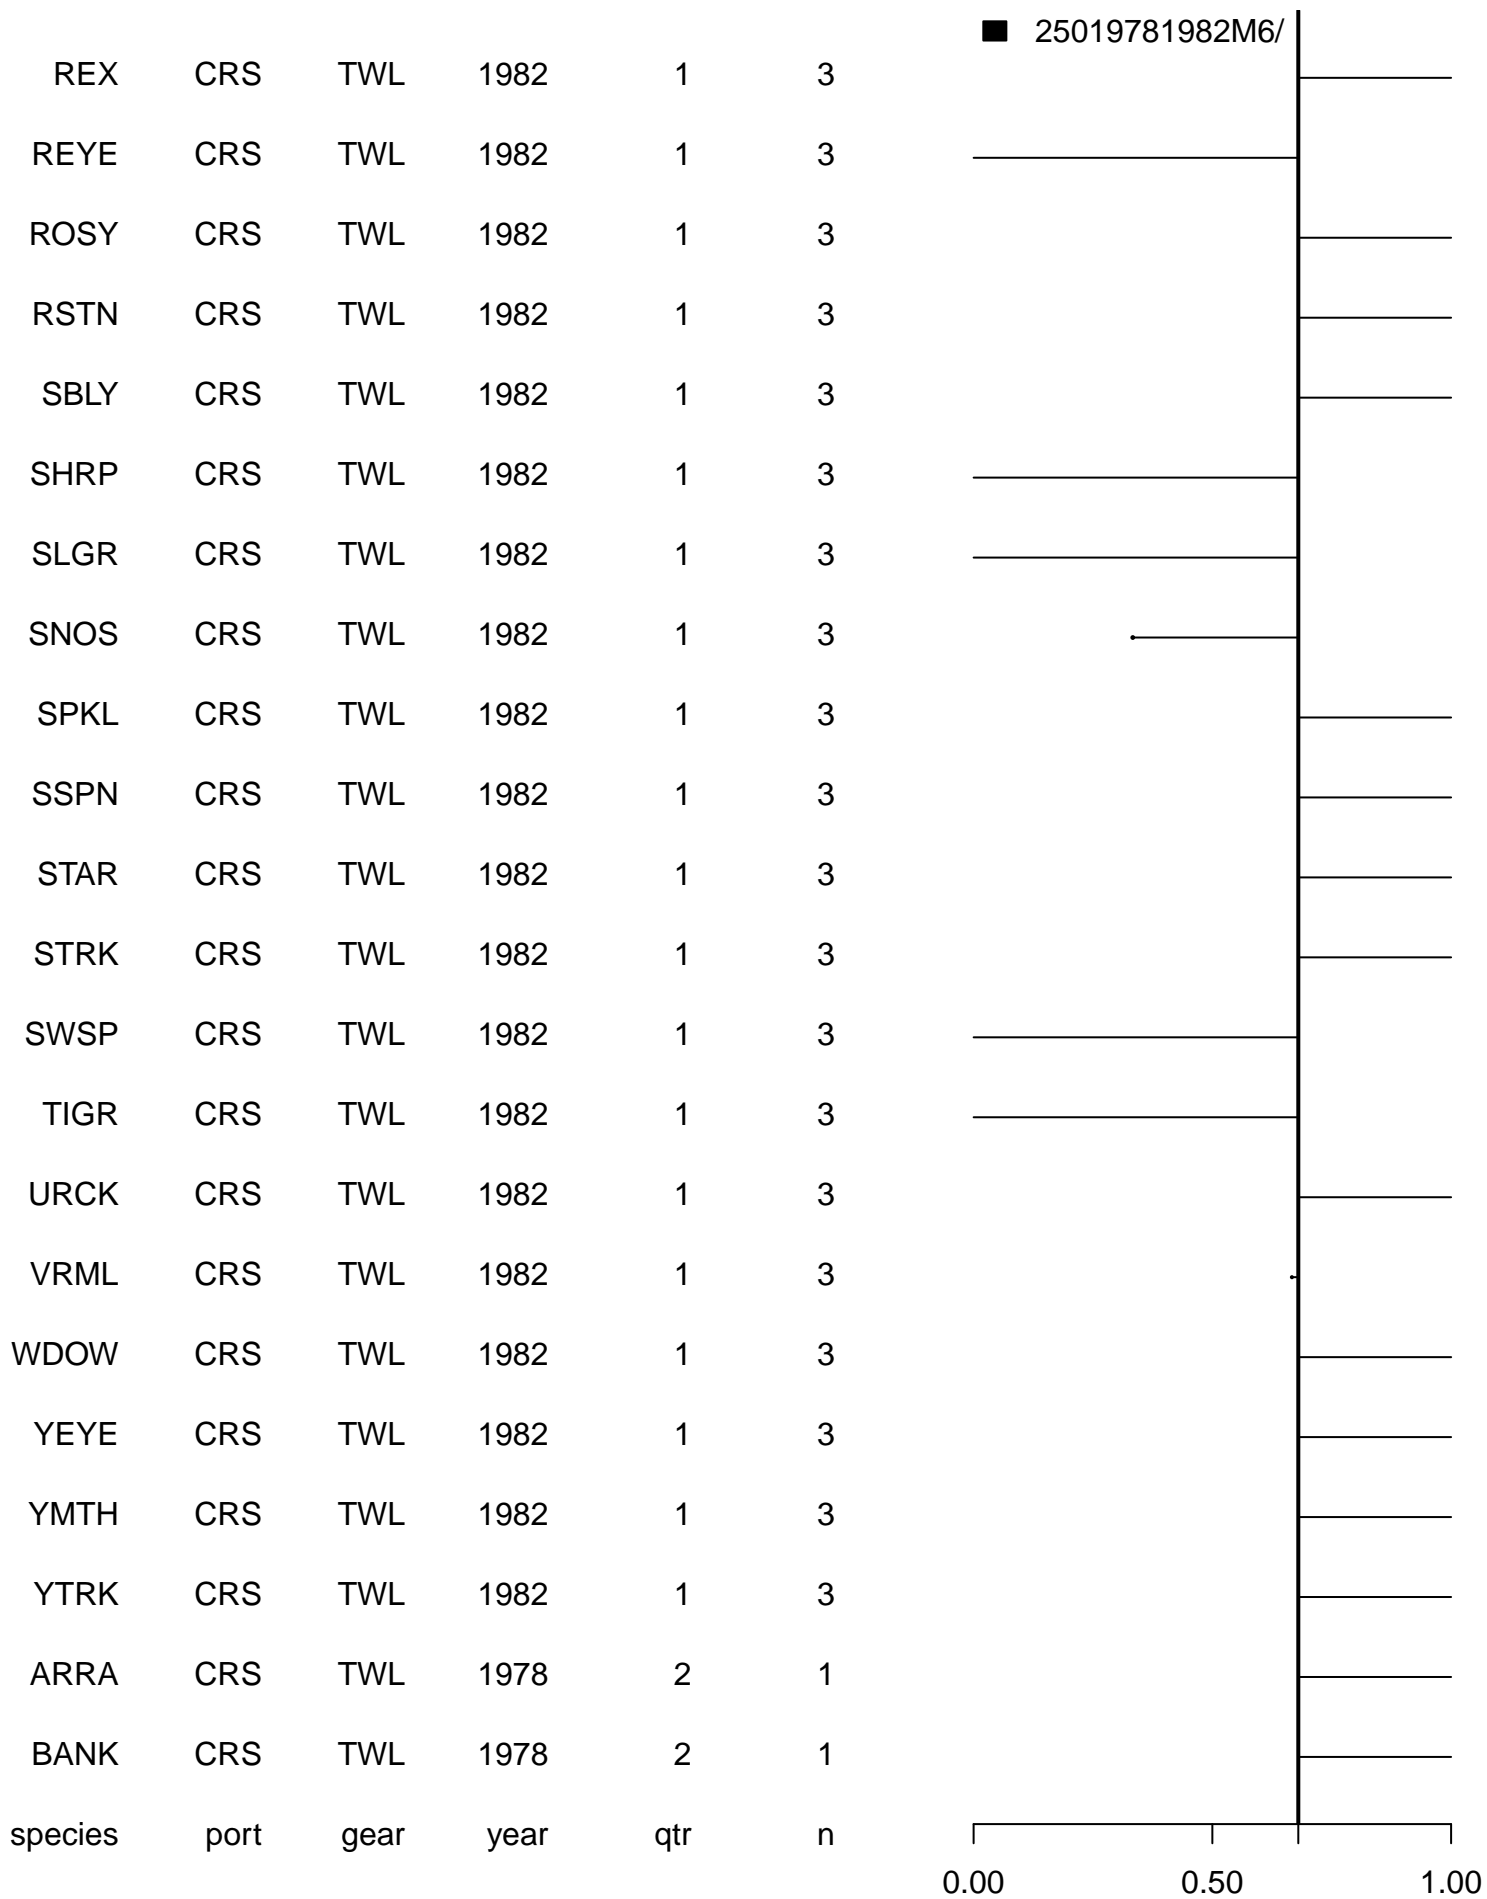 25019781982M6/
REX CRS TWL 1982 1 3
REYE CRS TWL 1982 1 3
ROSY CRS TWL 1982 1 3
RSTN CRS TWL 1982 1 3
SBLY CRS TWL 1982 1 3
SHRP CRS TWL 1982 1 3
SLGR CRS TWL 1982 1 3
SNOS CRS TWL 1982 1 3
SPKL CRS TWL 1982 1 3
SSPN CRS TWL 1982 1 3
STAR CRS TWL 1982 1 3
STRK CRS TWL 1982 1 3
SWSP CRS TWL 1982 1 3
TIGR CRS TWL 1982 1 3
URCK CRS TWL 1982 1 3
VRML CRS TWL 1982 1 3
WDOW CRS TWL 1982 1 3
YEYE CRS TWL 1982 1 3
YMTH CRS TWL 1982 1 3
YTRK CRS TWL 1982 1 3
ARRA CRS TWL 1978 2 1
BANK CRS TWL 1978 2 1
species port gear year qtr n
0.00 0.50 1.00